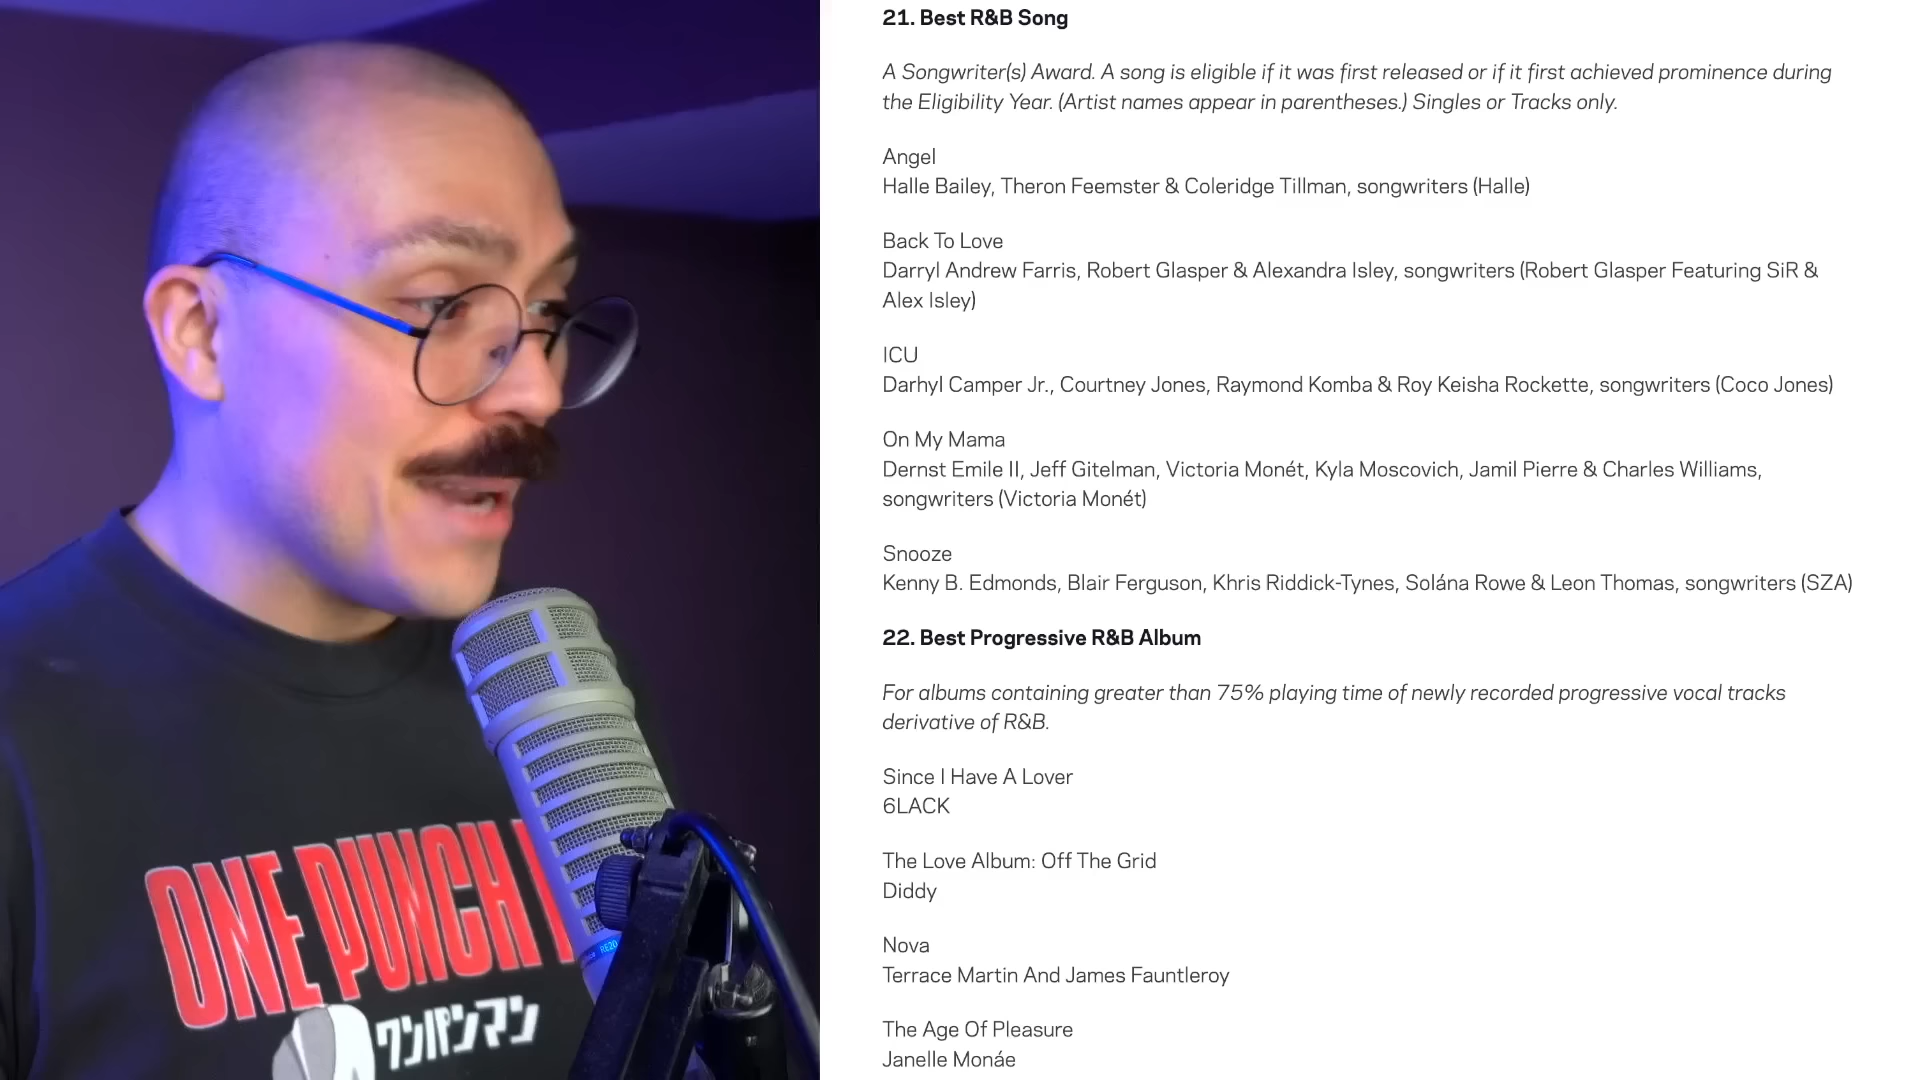 21. Best R&B Song
A Songwriter(s) Award. A song is eligible if it was first released or if it first achieved prominence during
the Eligibility Year. (Artist names appear in parentheses.) Singles or Tracks only.
Angel
Halle Bailey, Theron Feemster & Coleridge Tillman, songwriters (Halle)
Back To Love
Darryl Andrew Farris, Robert Glasper & Alexandra Isley, songwriters (Robert Glasper Featuring SiR &
Alex Isley)
ICU
Darhyl Camper Jr., Courtney Jones, Raymond Komba & Roy Keisha Rockette, songwriters (Coco Jones)
On My Mama
Dernst Emile II, Jeff Gitelman, Victoria Monét, Kyla Moscovich, Jamil Pierre & Charles Williams,
songwriters (Victoria Monét)
Snooze
Kenny B. Edmonds, Blair Ferguson, Khris Riddick-Tynes, Solána Rowe & Leon Thomas, songwriters (SZA)
22. Best Progressive R&B Album
For albums containing greater than 75% playing time of newly recorded progressive vocal tracks
derivative of R&B.
Since I Have A Lover
6LACK
The Love Album: Off The Grid
Diddy
Nova
Terrace Martin And James Fauntleroy
The Age Of Pleasure
Janelle Monáe
ONE PUNCH
ワンパンマン
RE20